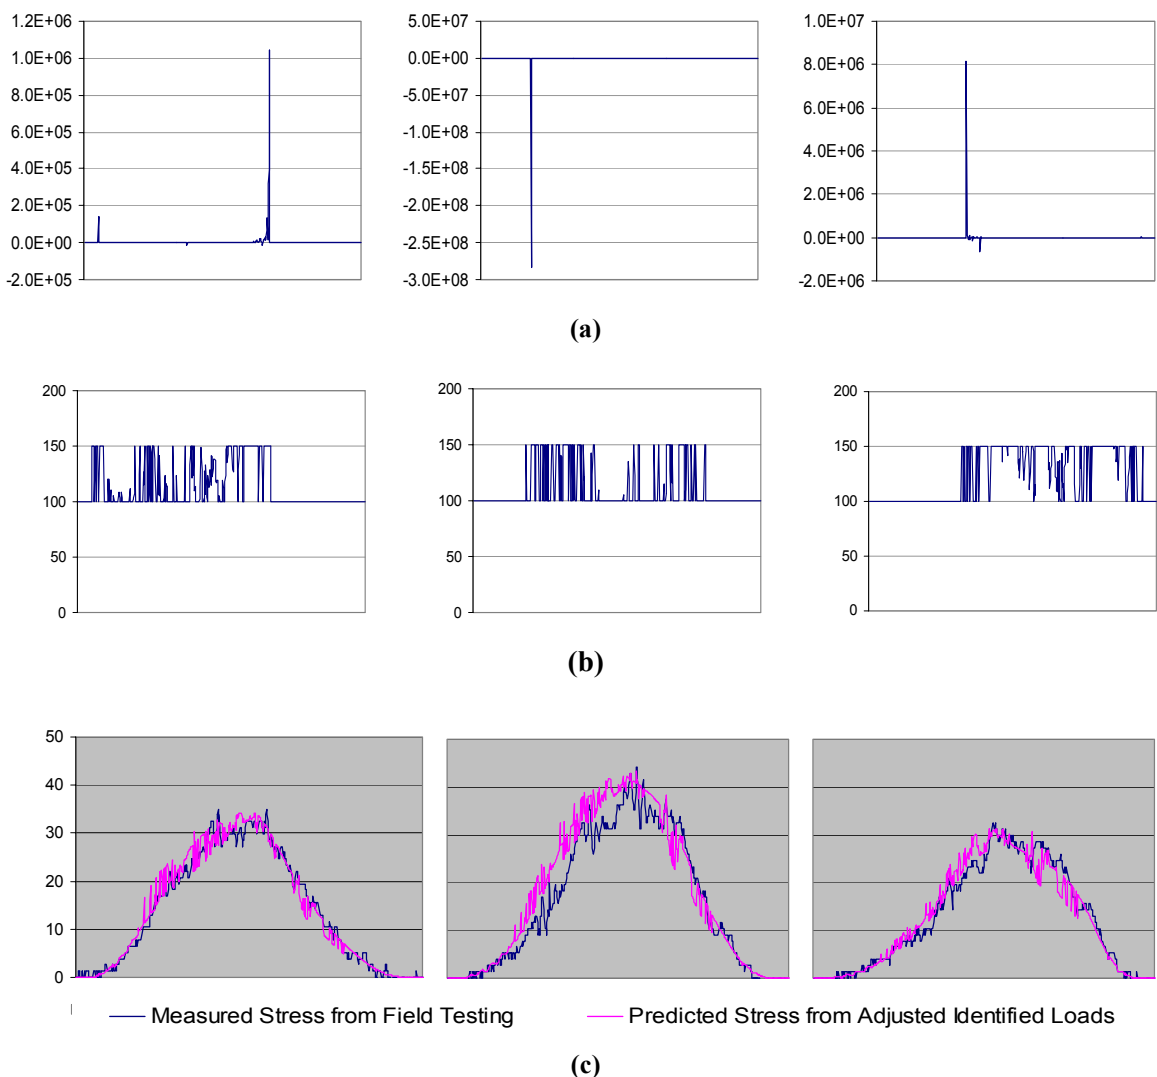 1.2E+06
1.0E+06
8.0E+05
6.0E+05
4.0E+05
2.0E+05
0.0E+00
-2.0E+05
5.0E+07
0.0E+00
-5.0E+07
-1.0E+08
-1.5E+08
-2.0E+08
-2.5E+08
-3.0E+08
1.0E+07
8.0E+06
6.0E+06
4.0E+06
2.0E+06
0.0E+00
-2.0E+06
(a)
200
150
100
50
0
200
150
100
50
0
200
150
100
50
0
(b)
50
40
30
20
10
0
Measured Stress from Field Testing
Predicted Stress from Adjusted Identified Loads
(c)